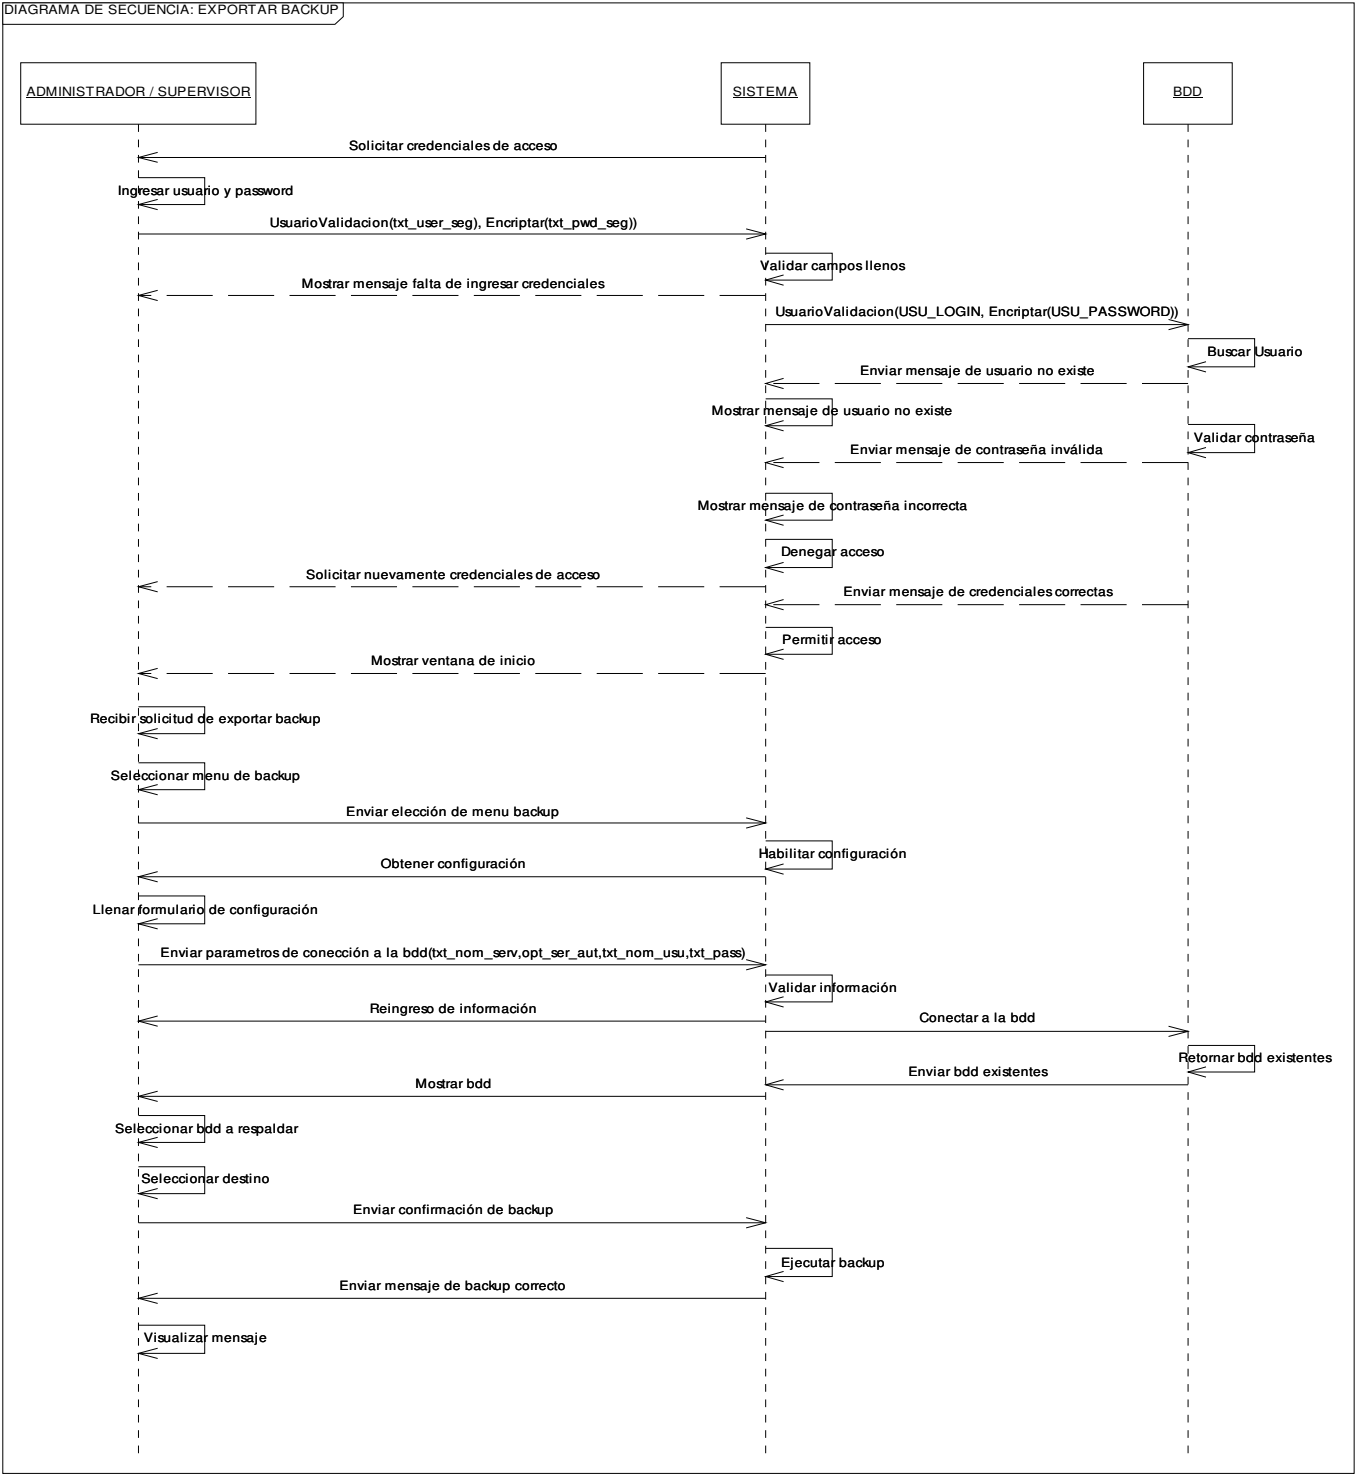 DIAGRAMA DE SECUENCIA: EXPORTAR BACKUP
ADMINISTRADOR / SUPERVISOR
SISTEMA
BDD
Solicitar credenciales de acceso
Ingresar usuario y password
UsuarioValidacion(txt_user_seg), Encriptar(txt_pwd_seg))
Validar campos llenos
Mostrar mensaje falta de ingresar credenciales
UsuarioValidacion(USU_LOGIN, Encriptar(USU_PASSWORD))
Buscar Usuario
Enviar mensaje de usuario no existe
Mostrar mensaje de usuario no existe
Validar contraseña
Enviar mensaje de contraseña inválida
Mostrar mensaje de contraseña incorrecta
Denegar acceso
Solicitar nuevamente credenciales de acceso
Enviar mensaje de credenciales correctas
Permitir acceso
Mostrar ventana de inicio
Recibir solicitud de exportar backup
Seleccionar menu de backup
Enviar elección de menu backup
Habilitar configuración
Obtener configuración
Llenar formulario de configuración
Enviar parametros de conección a la bdd(txt_nom_serv,opt_ser_aut,txt_nom_usu,txt_pass)
Validar información
Reingreso de información
Conectar a la bdd
Retornar bdd existentes
Enviar bdd existentes
Mostrar bdd
Seleccionar bdd a respaldar
Seleccionar destino
Enviar confirmación de backup
Ejecutar backup
Enviar mensaje de backup correcto
Visualizar mensaje